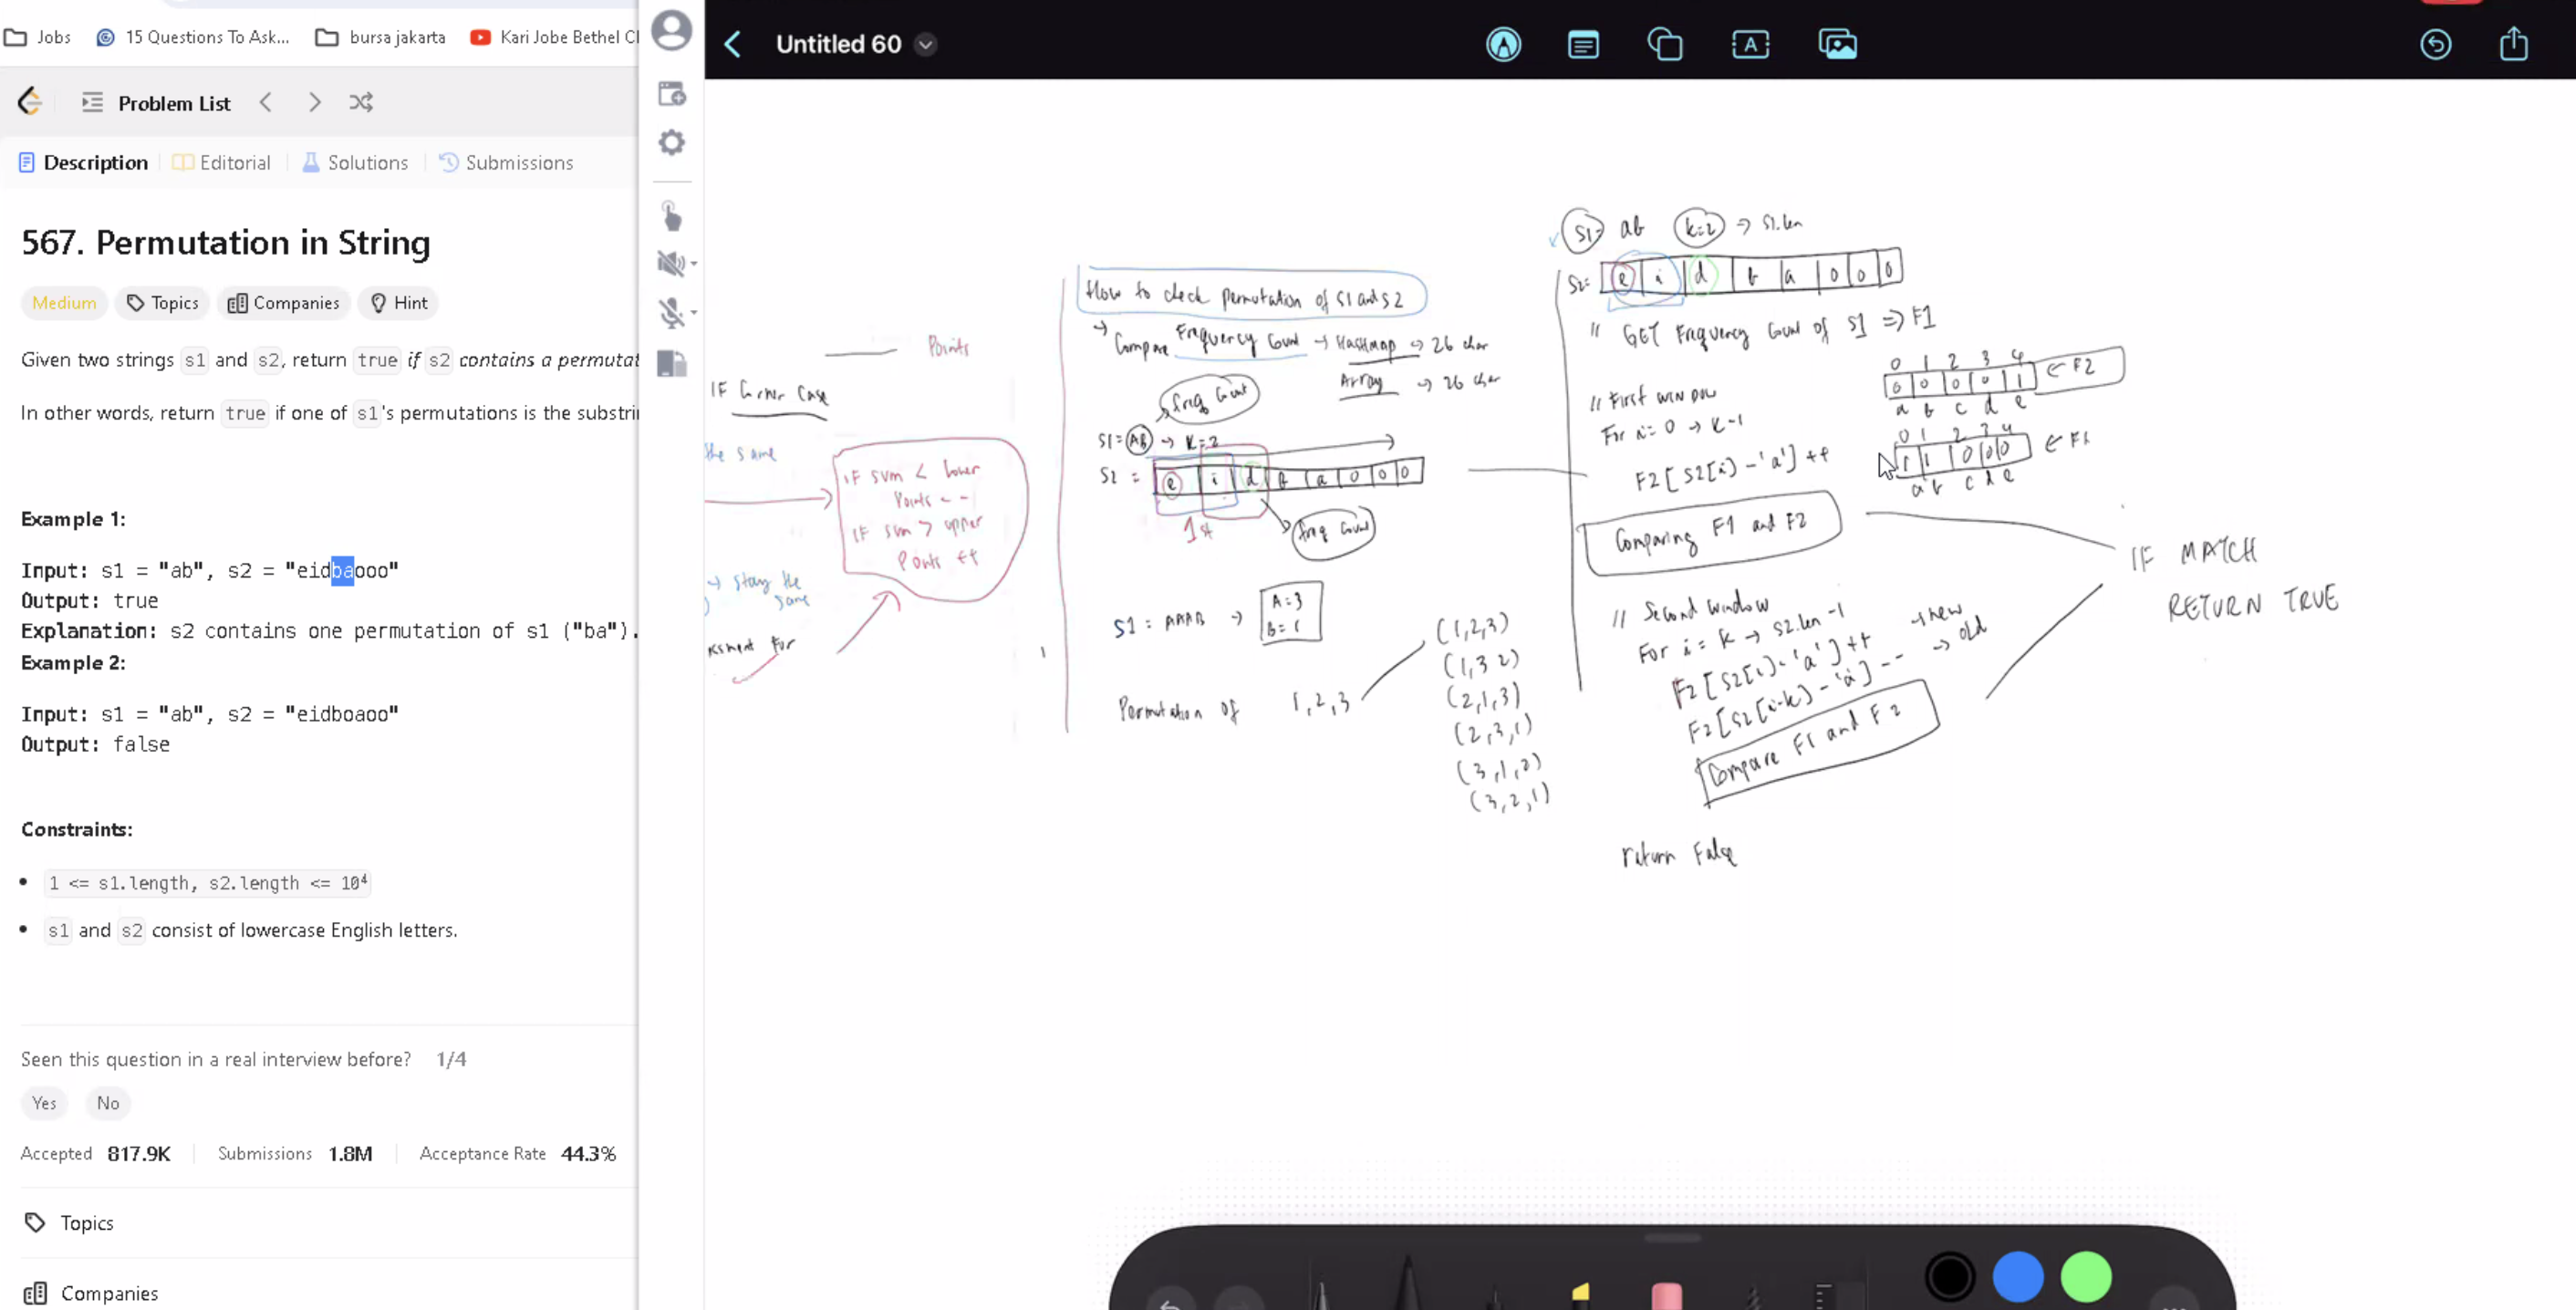 Jobs
15 Questions To Ask...
bursa jakarta
Kari Jobe Bethel Cl
Problem List
Description
Editorial
Solutions
Submissions
567. Permutation in String
Medium
Topics
Companies
Hint
Given two strings s1 and s2, return true if s2 contains a permutat
In other words, return true if one of s1's permutations is the substri
Example 1:
Input: s1 = "ab", s2 = "eidbaooo"
Output: true
Explanation: s2 contains one permutation of s1 ("ba").
Example 2:
Input: s1 = "ab", s2 = "eidboaoo"
Output: false
Constraints:
1 <= s1.length, s2.length <= 10⁴
s1 and s2 consist of lowercase English letters.
Seen this question in a real interview before? 1/4
Yes
No
Accepted 817.9K
Submissions 1.8M
Acceptance Rate 44.3%
Topics
Companies
Untitled 60
Points
IF Corner Case
the same
IF sum < lower
Points --
IF sum > upper
Points ++
→ stay the
same
for
How to check permutation of S1 and S2
→ Compare Frequency Count → Hashmap → 26 char
Array → 26 char
freq Count
S1 = AB → K=2
S2 = e i d b a o o o
1st
freq count
S1 = AAAB → A=3
B=1
Permutation of 1,2,3
(1,2,3)
(1,3 2)
(2,1,3)
(2,3,1)
(3,1,2)
(3,2,1)
S1= ab k=2 → S1.len
S2= e i d b a o o o
// GET Frequency Count of S1 => F1
0 1 2 3 4
0 0 0 0 1 ← F2
a b c d e
0 1 2 3 4
1 1 0 0 0 ← F1
a b c d e
// First window
For i=0 → k-1
F2[S2[i]-'a']++
Comparing F1 and F2
IF MATCH
RETURN TRUE
// Second window
For i = k → S2.len -1
F2[S2[i]-'a']++ → new
F2[S2[i-k]-'a']-- → old
Compare F1 and F2
return False